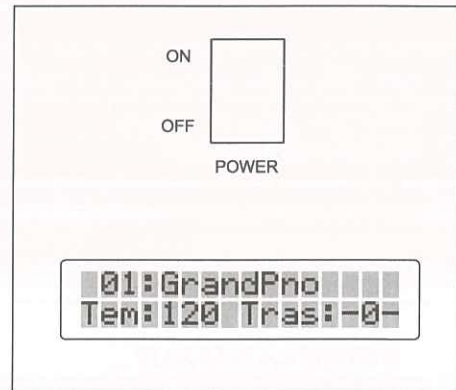 ON
OFF
POWER
01:GrandPno
Tem:120 Tras:-0-